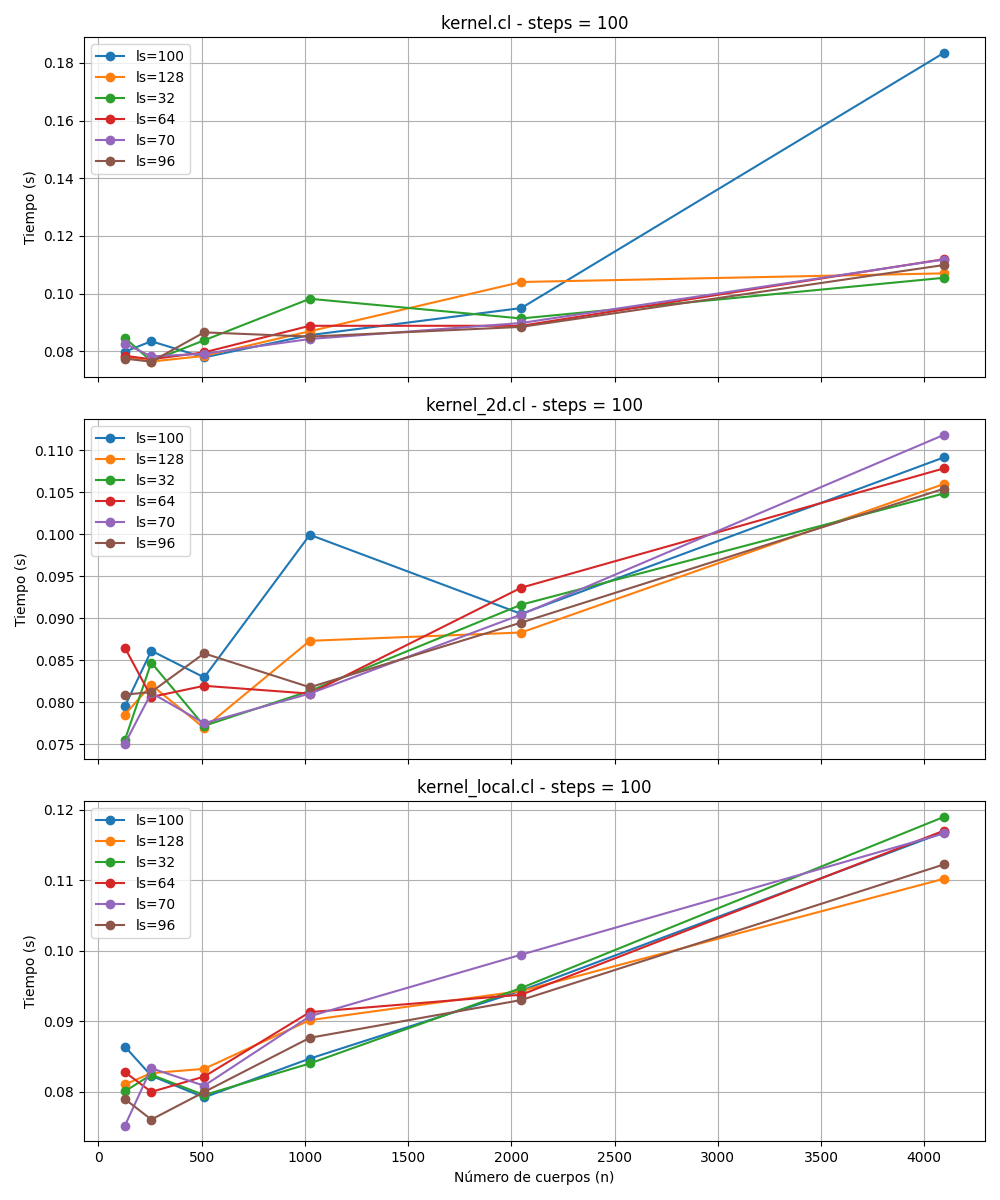 kernel.cl - steps = 100
Tiempo (s)
0.18
0.16
0.14
0.12
0.10
0.08
ls=100
ls=128
ls=32
ls=64
ls=70
ls=96
kernel_2d.cl - steps = 100
Tiempo (s)
0.110
0.105
0.100
0.095
0.090
0.085
0.080
0.075
ls=100
ls=128
ls=32
ls=64
ls=70
ls=96
kernel_local.cl - steps = 100
Tiempo (s)
0.12
0.11
0.10
0.09
0.08
ls=100
ls=128
ls=32
ls=64
ls=70
ls=96
0 500 1000 1500 2000 2500 3000 3500 4000
Número de cuerpos (n)